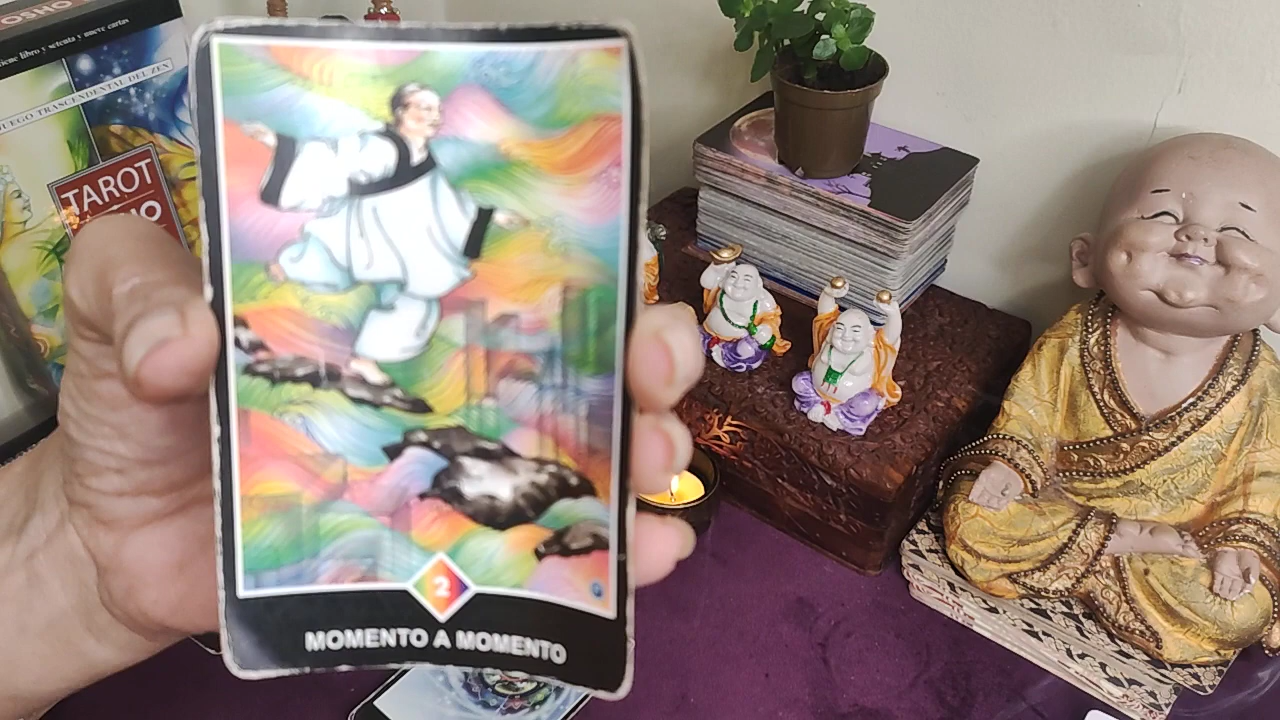 OSHO
tiene libro y setenta y nueve cartas
JUEGO TRASCENDENTAL DEL ZEN
TAROT
2
MOMENTO A MOMENTO